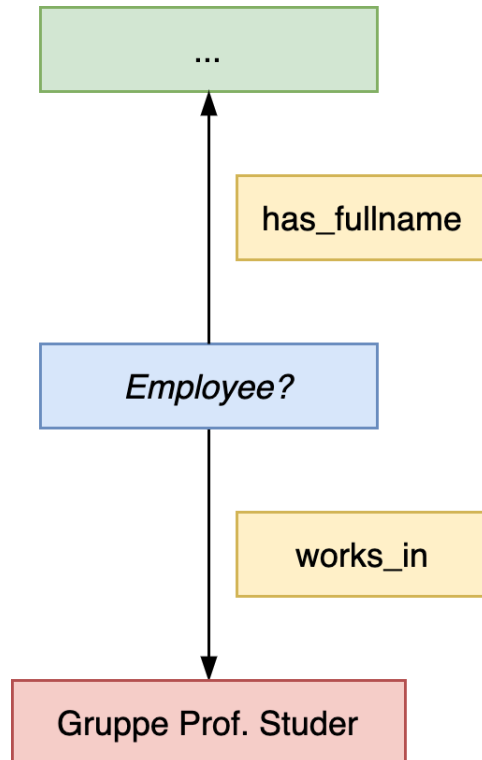 ...
has_fullname
Employee?
works_in
Gruppe Prof. Studer